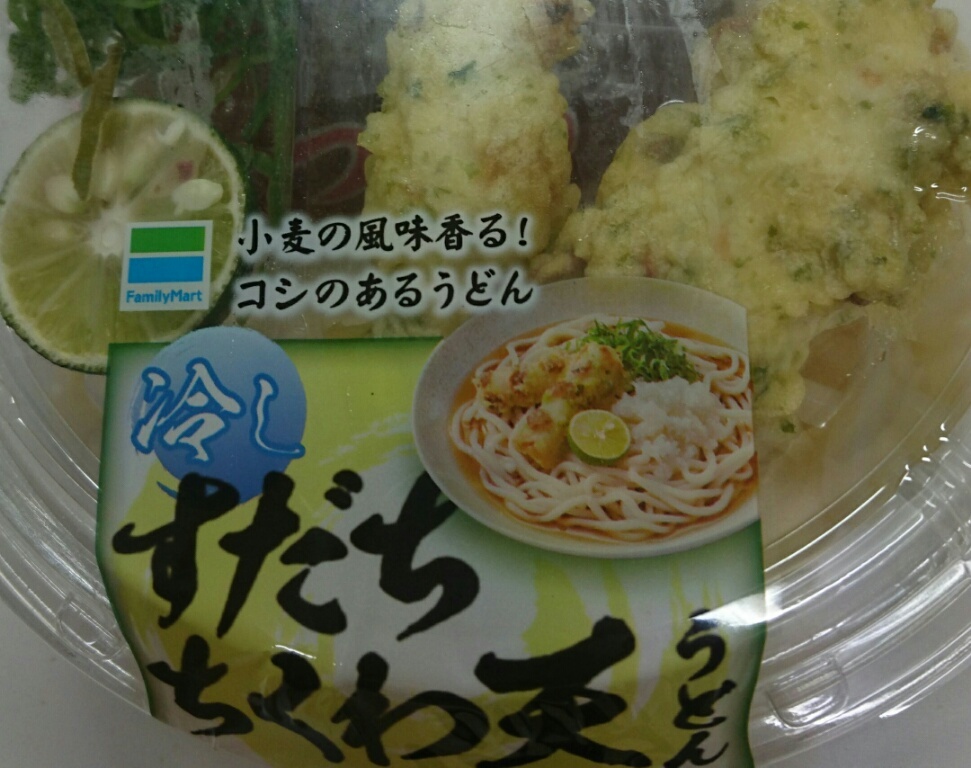 小麦の風味香る!
コシのあるうどん
FamilyMart
冷し
すだち
ちくわ天
うどん